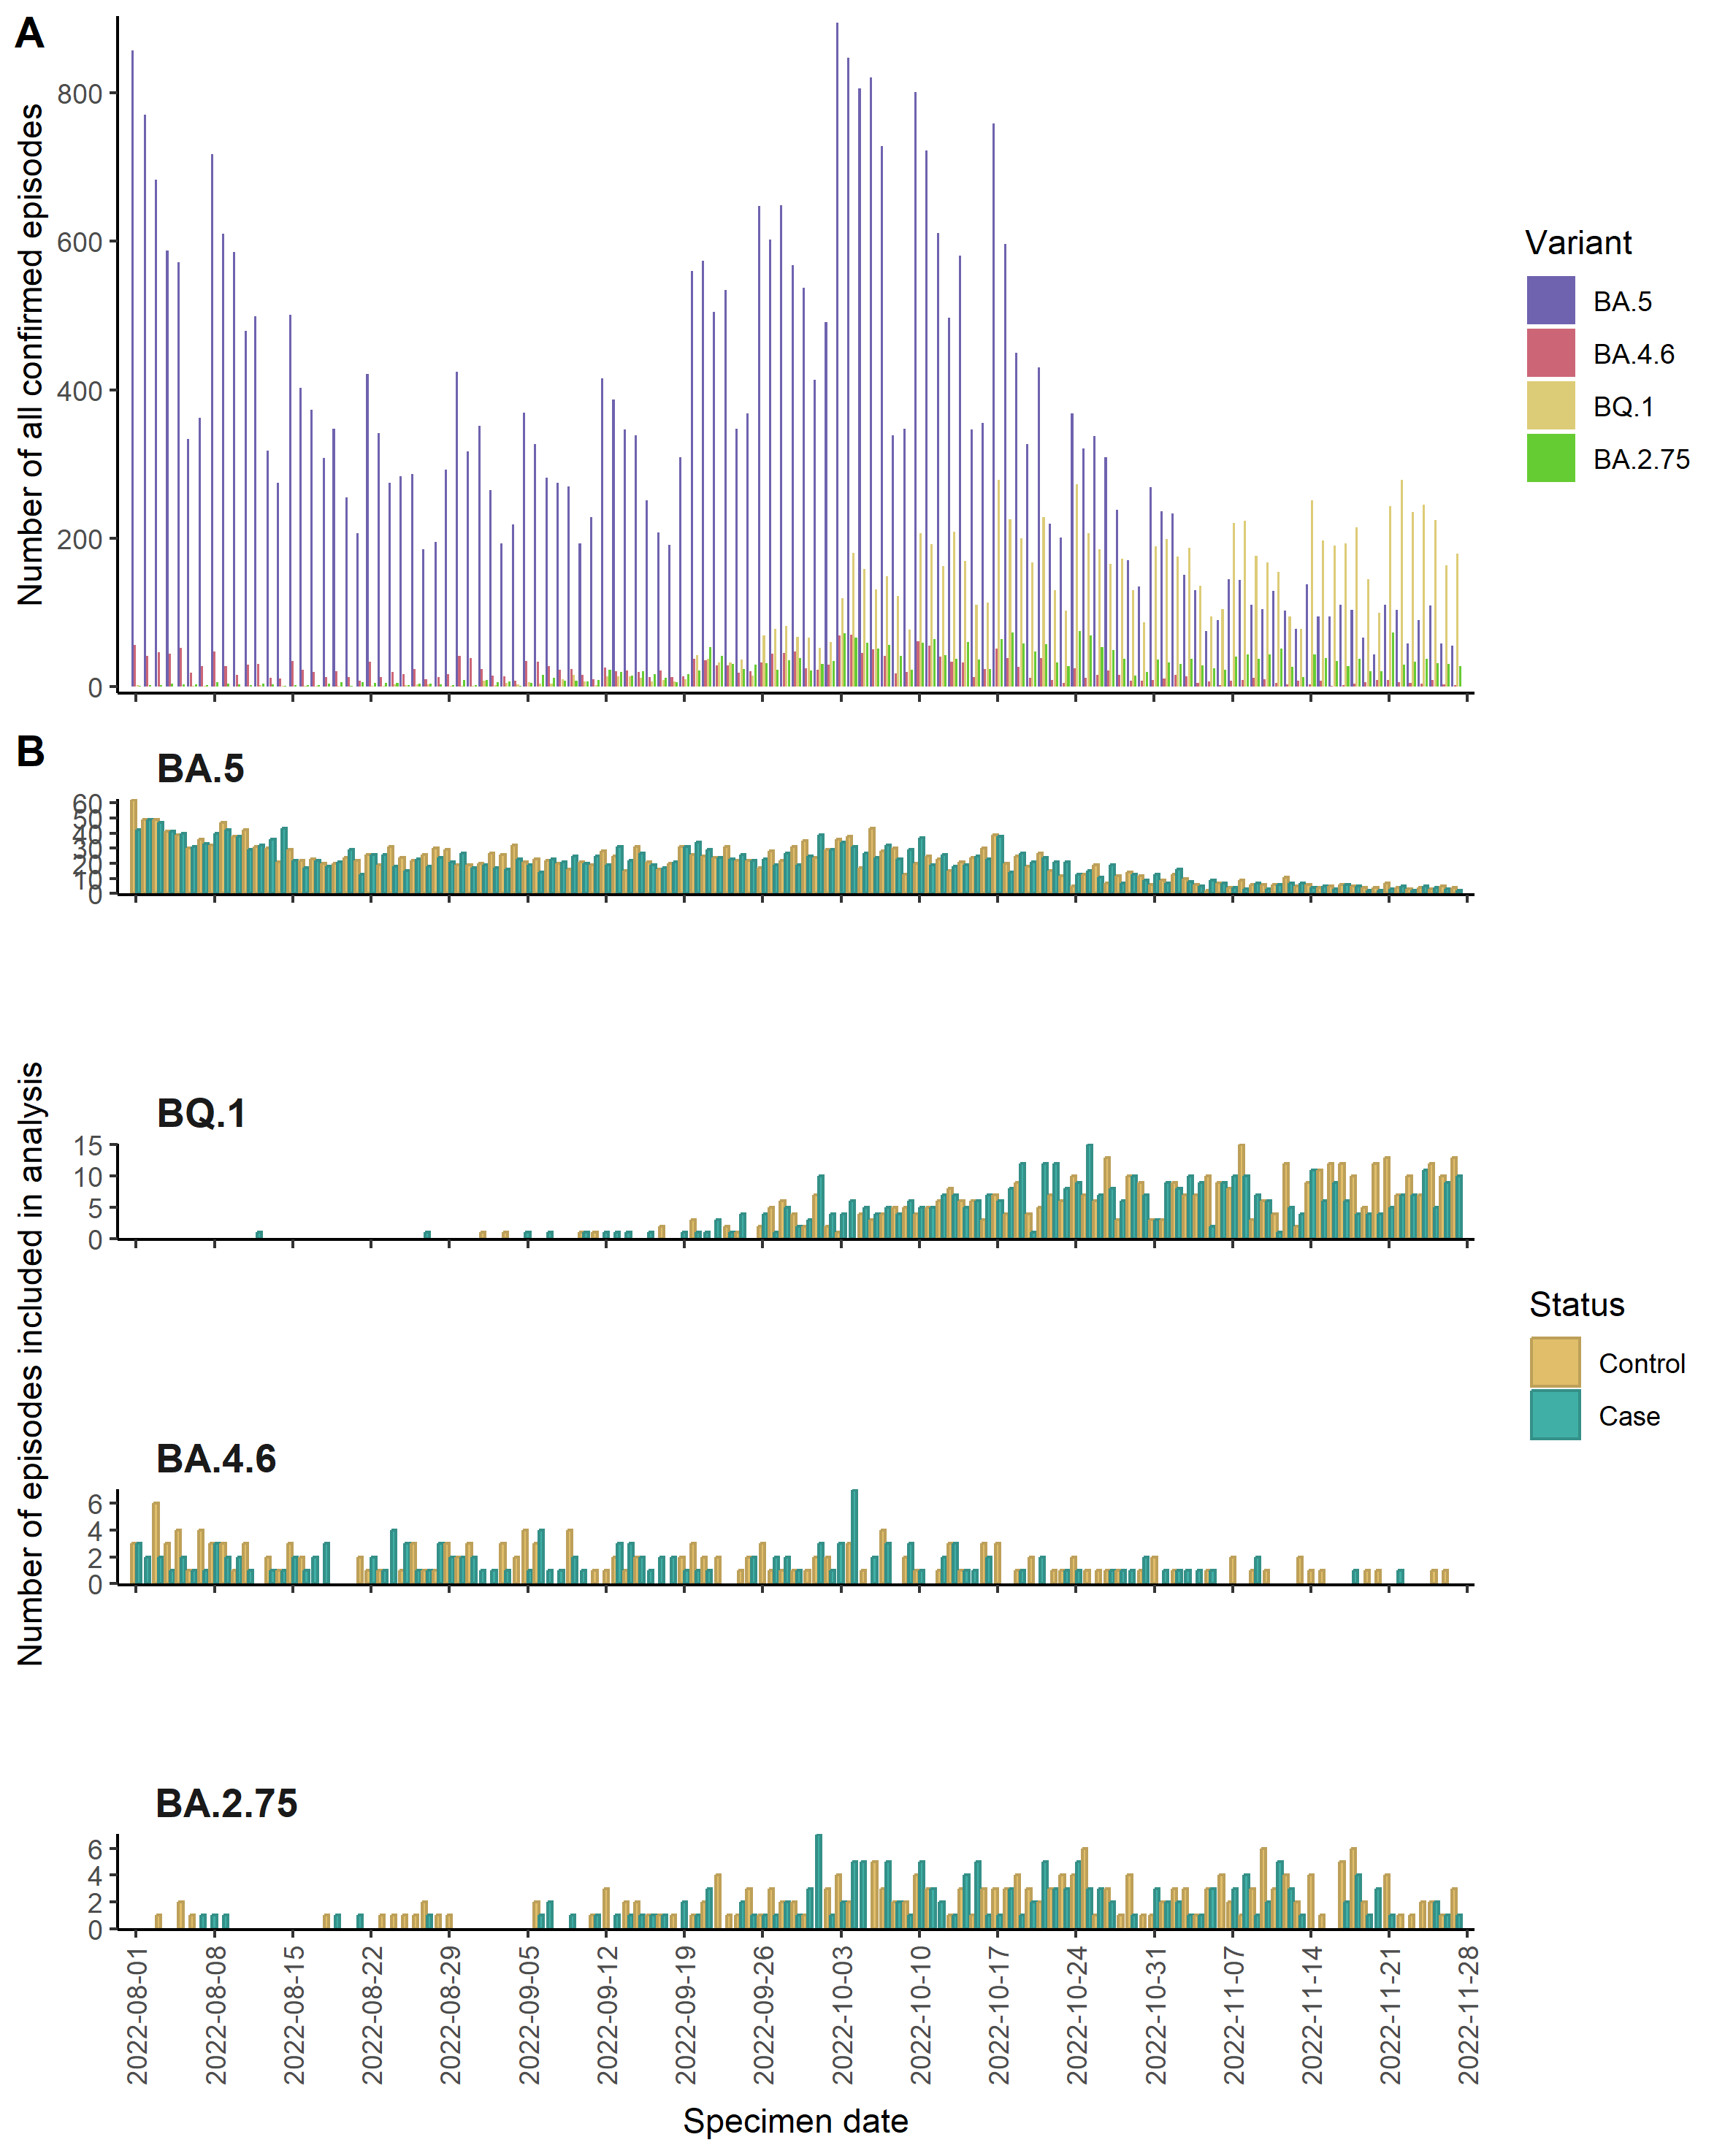 A
Number of all confirmed episodes
800
600
400
200
0
Variant
BA.5
BA.4.6
BQ.1
BA.2.75
B
BA.5
60
50
40
30
20
10
0
Number of episodes included in analysis
BQ.1
15
10
5
0
Status
Control
Case
BA.4.6
6
4
2
0
BA.2.75
6
4
2
0
2022-08-01
2022-08-08
2022-08-15
2022-08-22
2022-08-29
2022-09-05
2022-09-12
2022-09-19
2022-09-26
2022-10-03
2022-10-10
2022-10-17
2022-10-24
2022-10-31
2022-11-07
2022-11-14
2022-11-21
2022-11-28
Specimen date